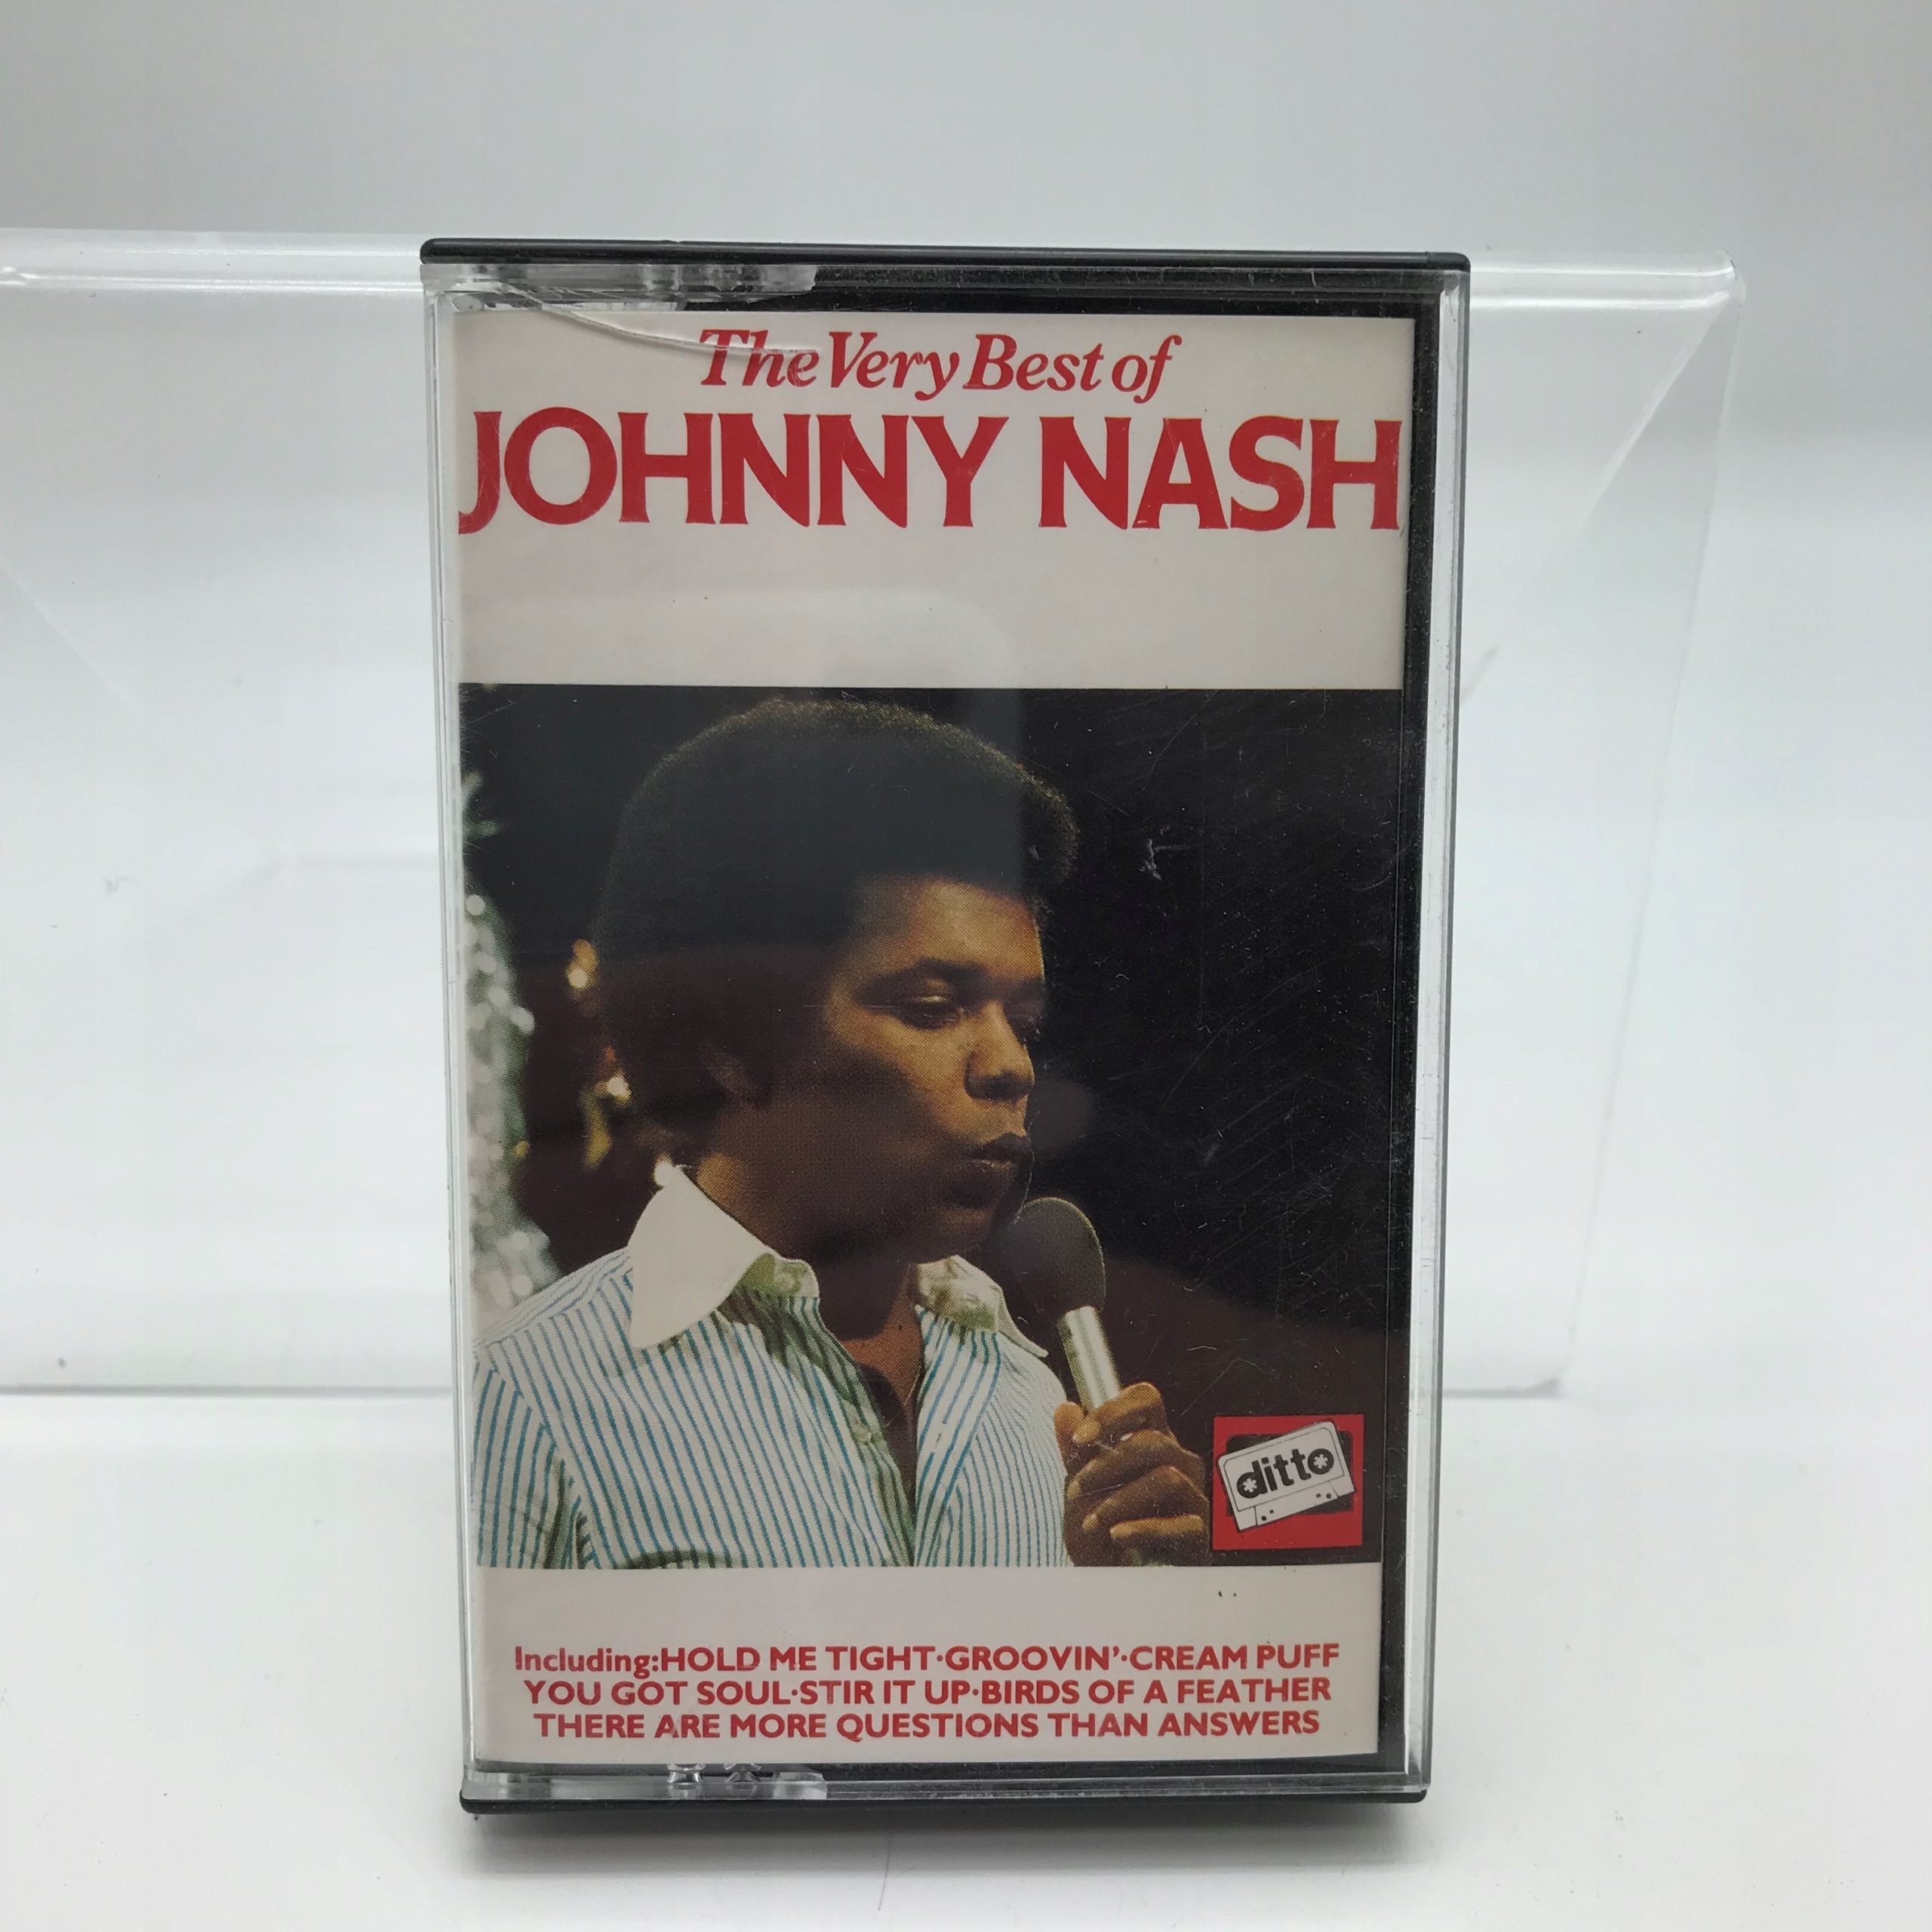 The Very Best of
JOHNNY NASH
ditto
Including:HOLD ME TIGHT·GROOVIN'·CREAM PUFF
YOU GOT SOUL·STIR IT UP·BIRDS OF A FEATHER
THERE ARE MORE QUESTIONS THAN ANSWERS